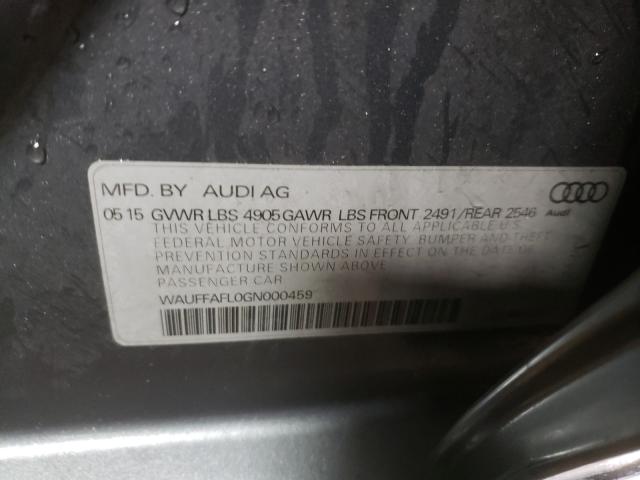 MFD. BY AUDI AG
05 15 GVWR LBS 4905 GAWR LBS FRONT 2491/REAR 2546 Audi
THIS VEHICLE CONFORMS TO ALL APPLICABLE U.S.
FEDERAL MOTOR VEHICLE SAFETY, BUMPER AND THEFT
PREVENTION STANDARDS IN EFFECT ON THE DATE OF
MANUFACTURE SHOWN ABOVE
PASSENGER CAR
WAUFFAFL0GN000459